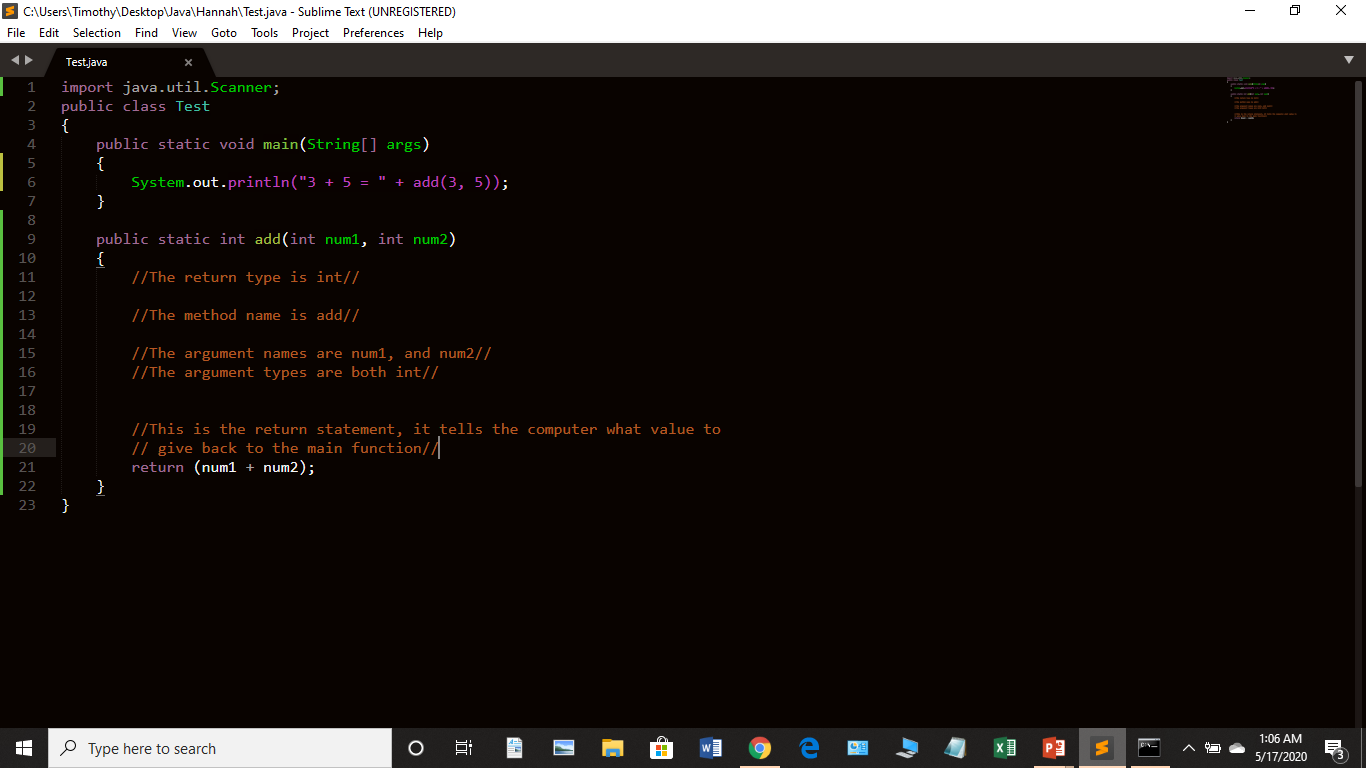 C:\Users\Timothy\Desktop\Java\Hannah\Test.java - Sublime Text (UNREGISTERED)
File Edit Selection Find View Goto Tools Project Preferences Help
Test.java
1 import java.util.Scanner;
2 public class Test
3 {
4 public static void main(String[] args)
5 {
6 System.out.println("3 + 5 = " + add(3, 5));
7 }
8
9 public static int add(int num1, int num2)
10 {
11 //The return type is int//
12
13 //The method name is add//
14
15 //The argument names are num1, and num2//
16 //The argument types are both int//
17
18
19 //This is the return statement, it tells the computer what value to
20 // give back to the main function//
21 return (num1 + num2);
22 }
23 }
Type here to search
1:06 AM
5/17/2020
3